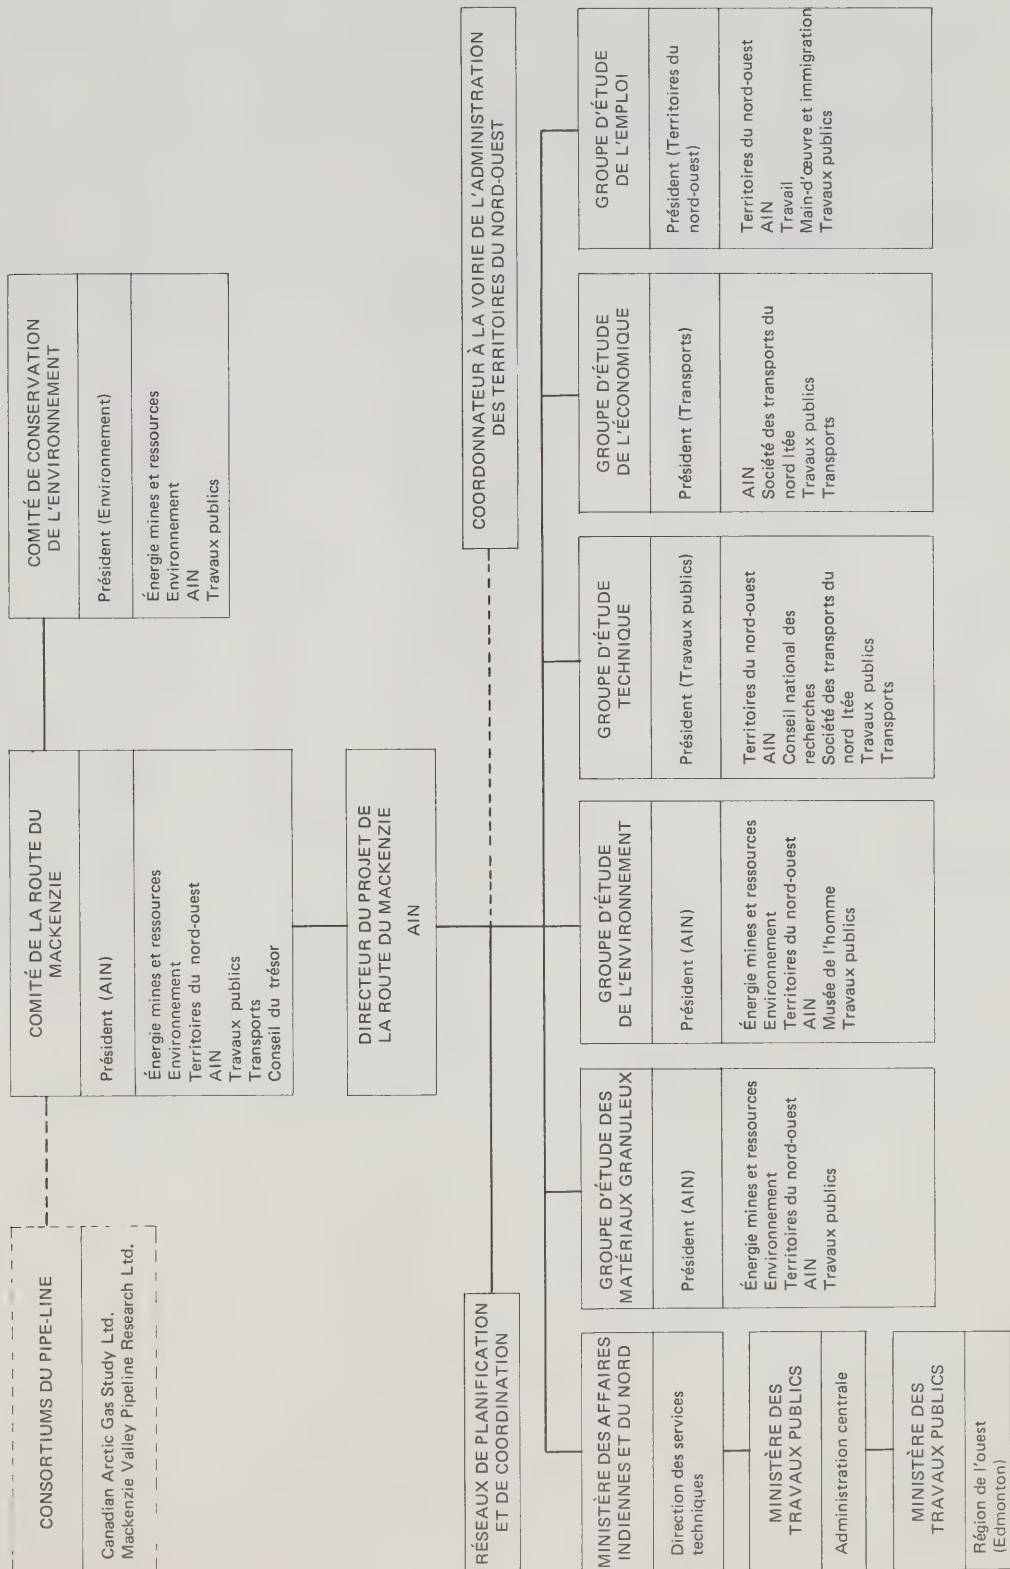 CONSORTIUMS DU PIPE-LINE
Canadian Arctic Gas Study Ltd.
Mackenzie Valley Pipeline Research Ltd.
COMITÉ DE LA ROUTE DU
MACKENZIE
Président (AIN)
Énergie mines et ressources
Environnement
Territoires du nord-ouest
AIN
Travaux publics
Transports
Conseil du trésor
COMITÉ DE CONSERVATION
DE L'ENVIRONNEMENT
Président (Environnement)
Énergie mines et ressources
Environnement
AIN
Travaux publics
DIRECTEUR DU PROJET DE
LA ROUTE DU MACKENZIE
AIN
RÉSEAUX DE PLANIFICATION
ET DE COORDINATION
COORDONNATEUR À LA VOIRIE DE L'ADMINISTRATION
DES TERRITOIRES DU NORD-OUEST
MINISTÈRE DES AFFAIRES
INDIENNES ET DU NORD
Direction des services
techniques
MINISTÈRE DES
TRAVAUX PUBLICS
Administration centrale
MINISTÈRE DES
TRAVAUX PUBLICS
Région de l'ouest
(Edmonton)
GROUPE D'ÉTUDE DES
MATÉRIAUX GRANULEUX
Président (AIN)
Énergie mines et ressources
Environnement
Territoires du nord-ouest
AIN
Travaux publics
GROUPE D'ÉTUDE
DE L'ENVIRONNEMENT
Président (AIN)
Énergie mines et ressources
Environnement
Territoires du nord-ouest
AIN
Musée de l'homme
Travaux publics
GROUPE D'ÉTUDE
TECHNIQUE
Président (Travaux publics)
Territoires du nord-ouest
AIN
Conseil national des
recherches
Société des transports du
nord ltée
Travaux publics
Transports
GROUPE D'ÉTUDE
DE L'ÉCONOMIQUE
Président (Transports)
AIN
Société des transports du
nord ltée
Travaux publics
Transports
GROUPE D'ÉTUDE
DE L'EMPLOI
Président (Territoires du
nord-ouest)
Territoires du nord-ouest
AIN
Travail
Main-d'œuvre et immigration
Travaux publics